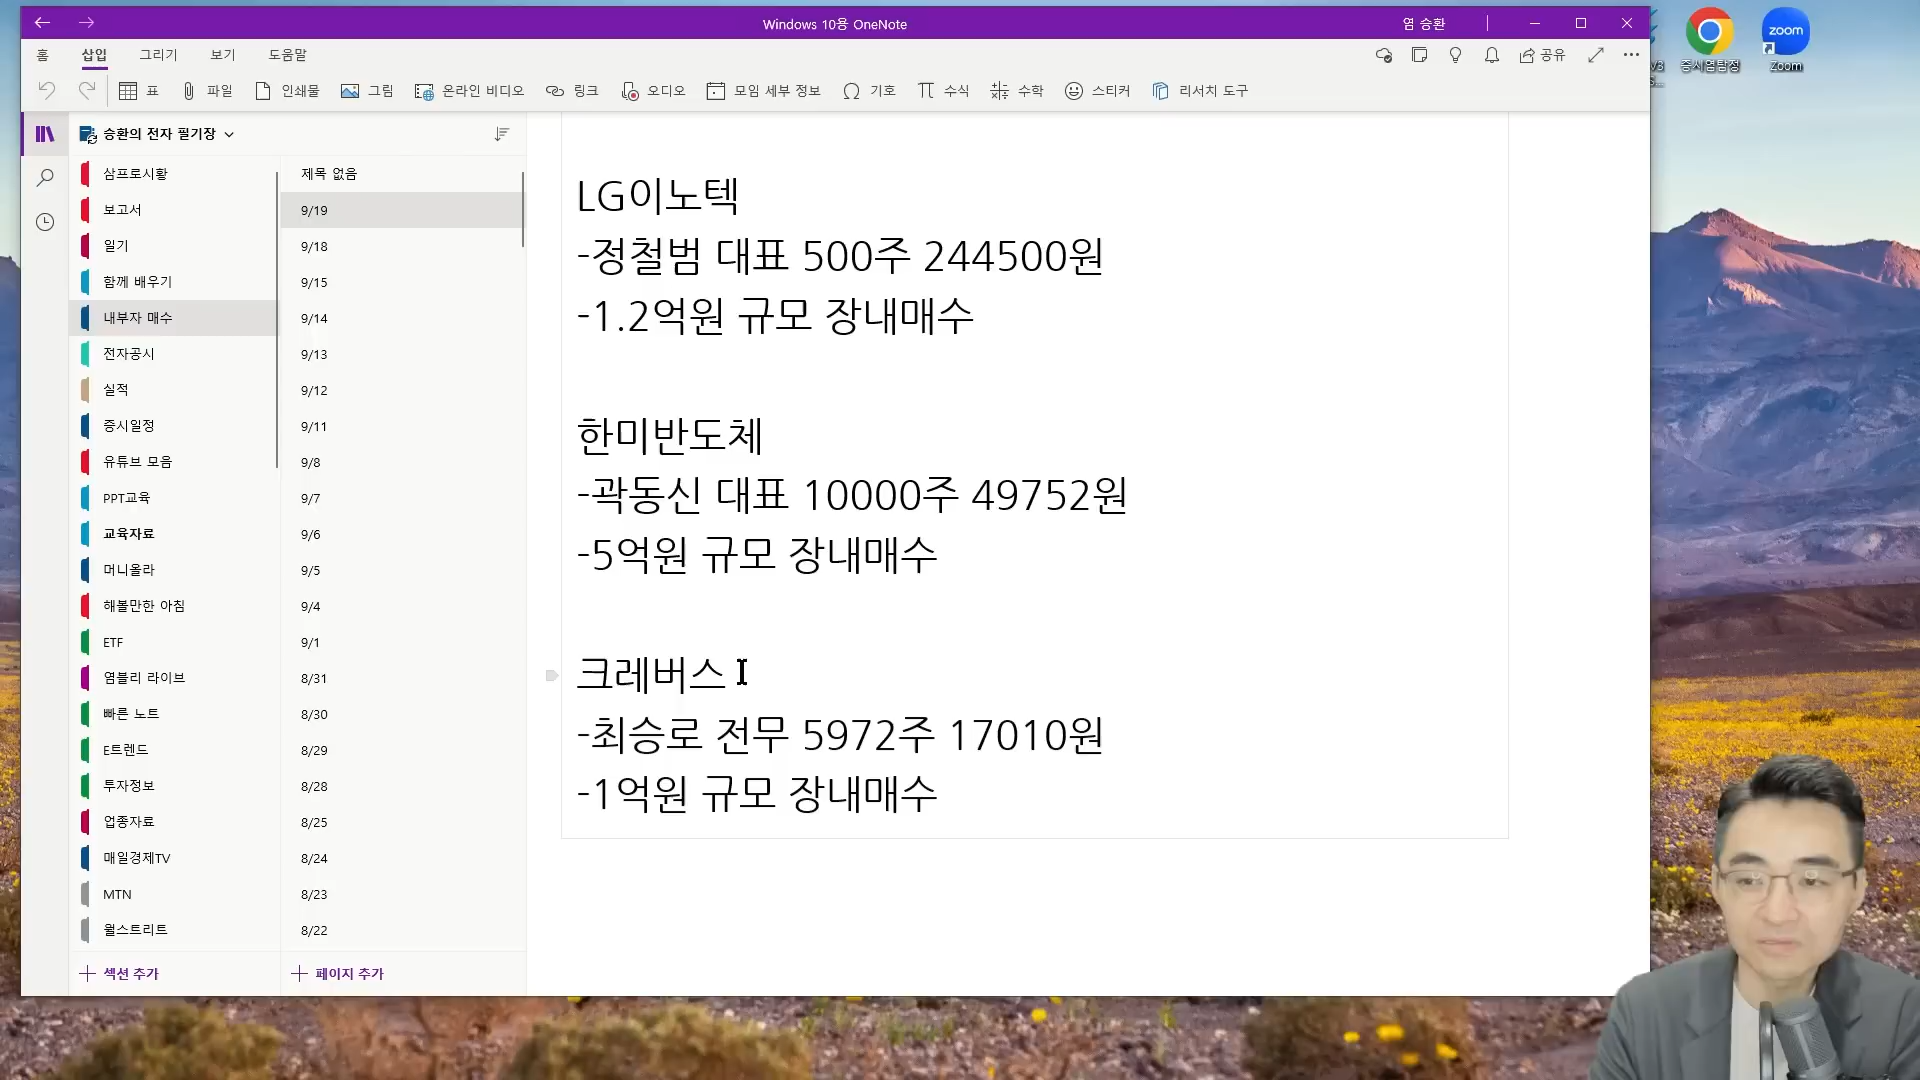 Windows 10용 OneNote
염 승환
홈
삽입
그리기
보기
도움말
공유
표
파일
인쇄물
그림
온라인 비디오
링크
오디오
모임 세부 정보
기호
수식
수학
스티커
리서치 도구
승환의 전자 필기장
삼프로시황
보고서
일기
함께 배우기
내부자 매수
전자공시
실적
증시일정
유튜브 모음
PPT교육
교육자료
머니올라
해볼만한 아침
ETF
염블리 라이브
빠른 노트
E트렌드
투자정보
업종자료
매일경제TV
MTN
월스트리트
섹션 추가
제목 없음
9/19
9/18
9/15
9/14
9/13
9/12
9/11
9/8
9/7
9/6
9/5
9/4
9/1
8/31
8/30
8/29
8/28
8/25
8/24
8/23
8/22
페이지 추가
LG이노텍
-정철범 대표 500주 244500원
-1.2억원 규모 장내매수
한미반도체
-곽동신 대표 10000주 49752원
-5억원 규모 장내매수
크레버스
-최승로 전무 5972주 17010원
-1억원 규모 장내매수
V3
증시염탐정
zoom
Zoom